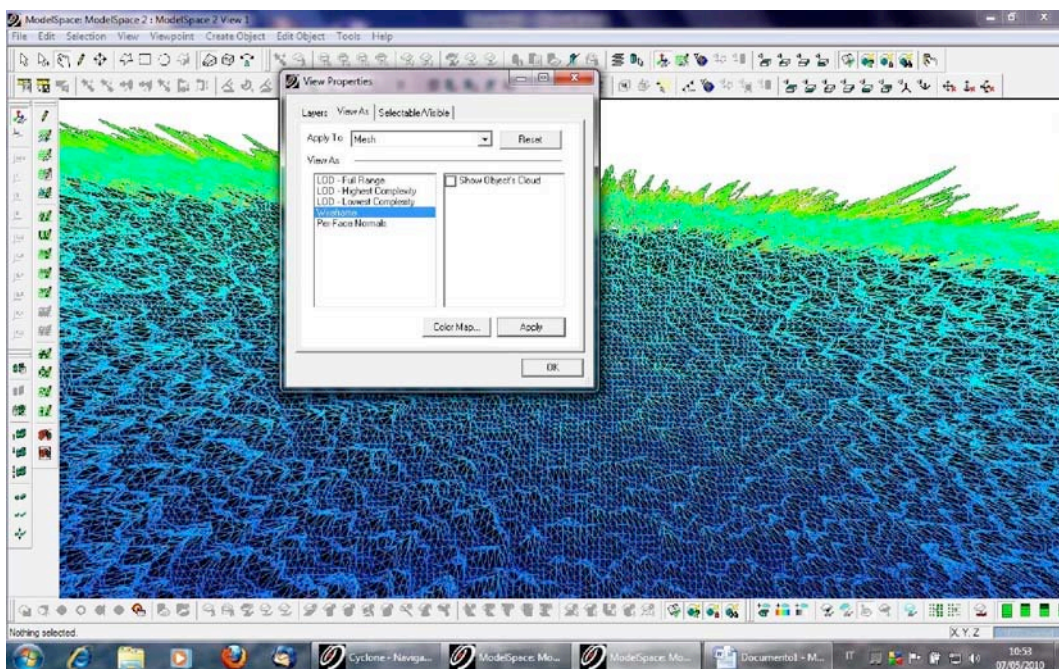 ModelSpace: ModelSpace 2 : ModelSpace 2 View 1
File Edit Selection View Viewpoint Create Object Edit Object Tools Help
View Properties
Layers View As Selectable/Visible
Apply To Mesh Reset
View As
LOD - Full Range
LOD - Highest Complexity
LOD - Lowest Complexity
Wireframe
Per-Face Normals
Show Object's Cloud
Color Map... Apply
OK
Nothing selected.
X, Y, Z
Cyclone - Naviga... ModelSpace: Mo... ModelSpace: Mo... Documento1 - M... IT
10:53